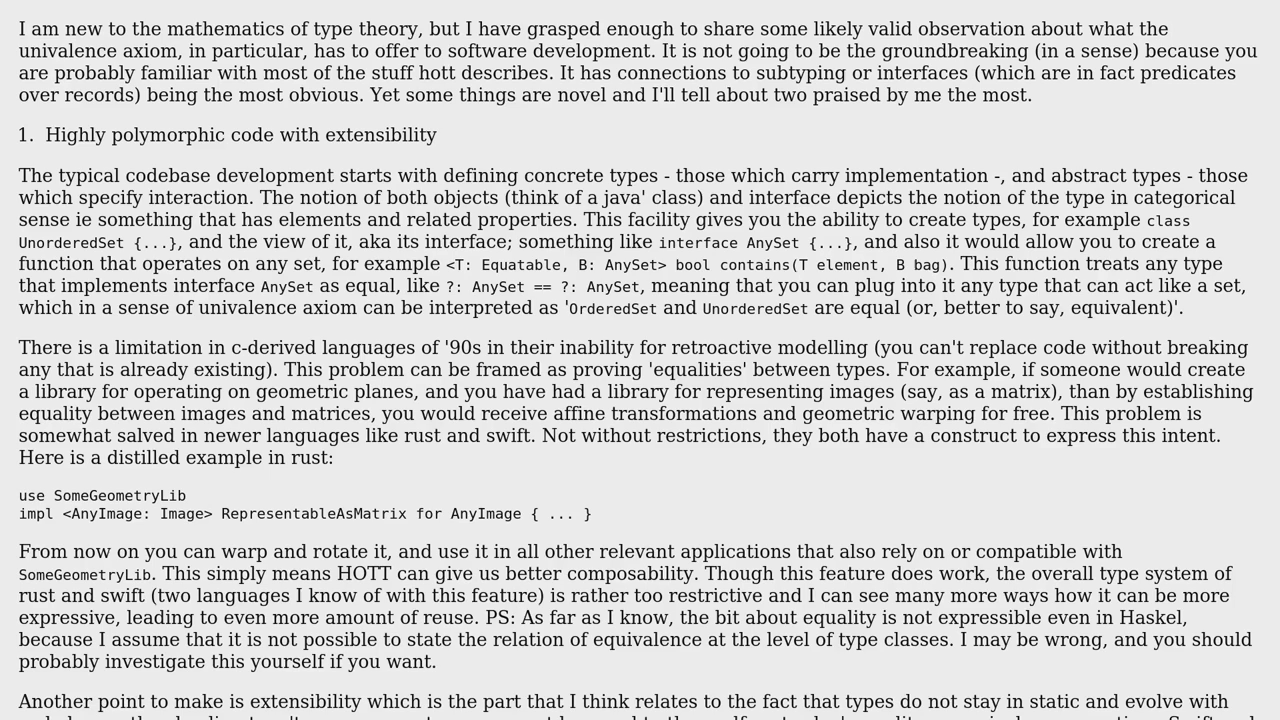 I am new to the mathematics of type theory, but I have grasped enough to share some likely valid observation about what the
univalence axiom, in particular, has to offer to software development. It is not going to be the groundbreaking (in a sense) because you
are probably familiar with most of the stuff hott describes. It has connections to subtyping or interfaces (which are in fact predicates
over records) being the most obvious. Yet some things are novel and I'll tell about two praised by me the most.
1. Highly polymorphic code with extensibility
The typical codebase development starts with defining concrete types - those which carry implementation -, and abstract types - those
which specify interaction. The notion of both objects (think of a java' class) and interface depicts the notion of the type in categorical
sense ie something that has elements and related properties. This facility gives you the ability to create types, for example class
UnorderedSet {...}, and the view of it, aka its interface; something like interface AnySet {...}, and also it would allow you to create a
function that operates on any set, for example <T: Equatable, B: AnySet> bool contains(T element, B bag). This function treats any type
that implements interface AnySet as equal, like ?: AnySet == ?: AnySet, meaning that you can plug into it any type that can act like a set,
which in a sense of univalence axiom can be interpreted as 'OrderedSet and UnorderedSet are equal (or, better to say, equivalent)'.
There is a limitation in c-derived languages of '90s in their inability for retroactive modelling (you can't replace code without breaking
any that is already existing). This problem can be framed as proving 'equalities' between types. For example, if someone would create
a library for operating on geometric planes, and you have had a library for representing images (say, as a matrix), than by establishing
equality between images and matrices, you would receive affine transformations and geometric warping for free. This problem is
somewhat salved in newer languages like rust and swift. Not without restrictions, they both have a construct to express this intent.
Here is a distilled example in rust:
use SomeGeometryLib
impl <AnyImage: Image> RepresentableAsMatrix for AnyImage { ... }
From now on you can warp and rotate it, and use it in all other relevant applications that also rely on or compatible with
SomeGeometryLib. This simply means HOTT can give us better composability. Though this feature does work, the overall type system of
rust and swift (two languages I know of with this feature) is rather too restrictive and I can see many more ways how it can be more
expressive, leading to even more amount of reuse. PS: As far as I know, the bit about equality is not expressible even in Haskel,
because I assume that it is not possible to state the relation of equivalence at the level of type classes. I may be wrong, and you should
probably investigate this yourself if you want.
Another point to make is extensibility which is the part that I think relates to the fact that types do not stay in static and evolve with